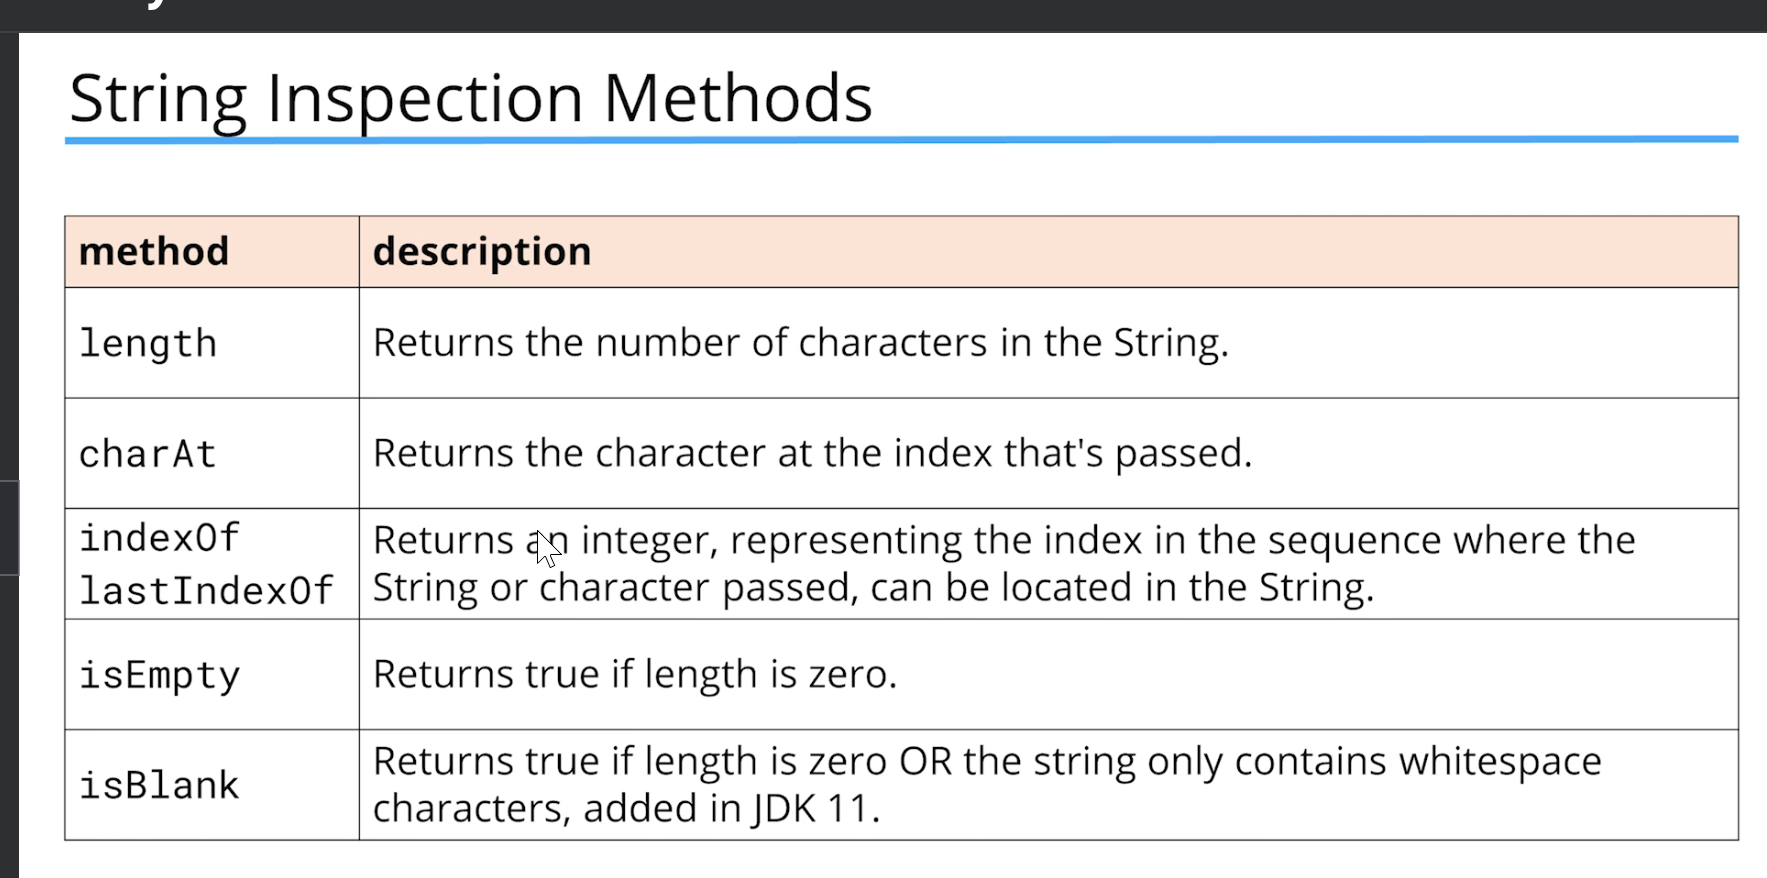 String Inspection Methods
method description
length Returns the number of characters in the String.
charAt Returns the character at the index that's passed.
indexOf Returns an integer, representing the index in the sequence where the
lastIndexOf String or character passed, can be located in the String.
isEmpty Returns true if length is zero.
isBlank Returns true if length is zero OR the string only contains whitespace
characters, added in JDK 11.